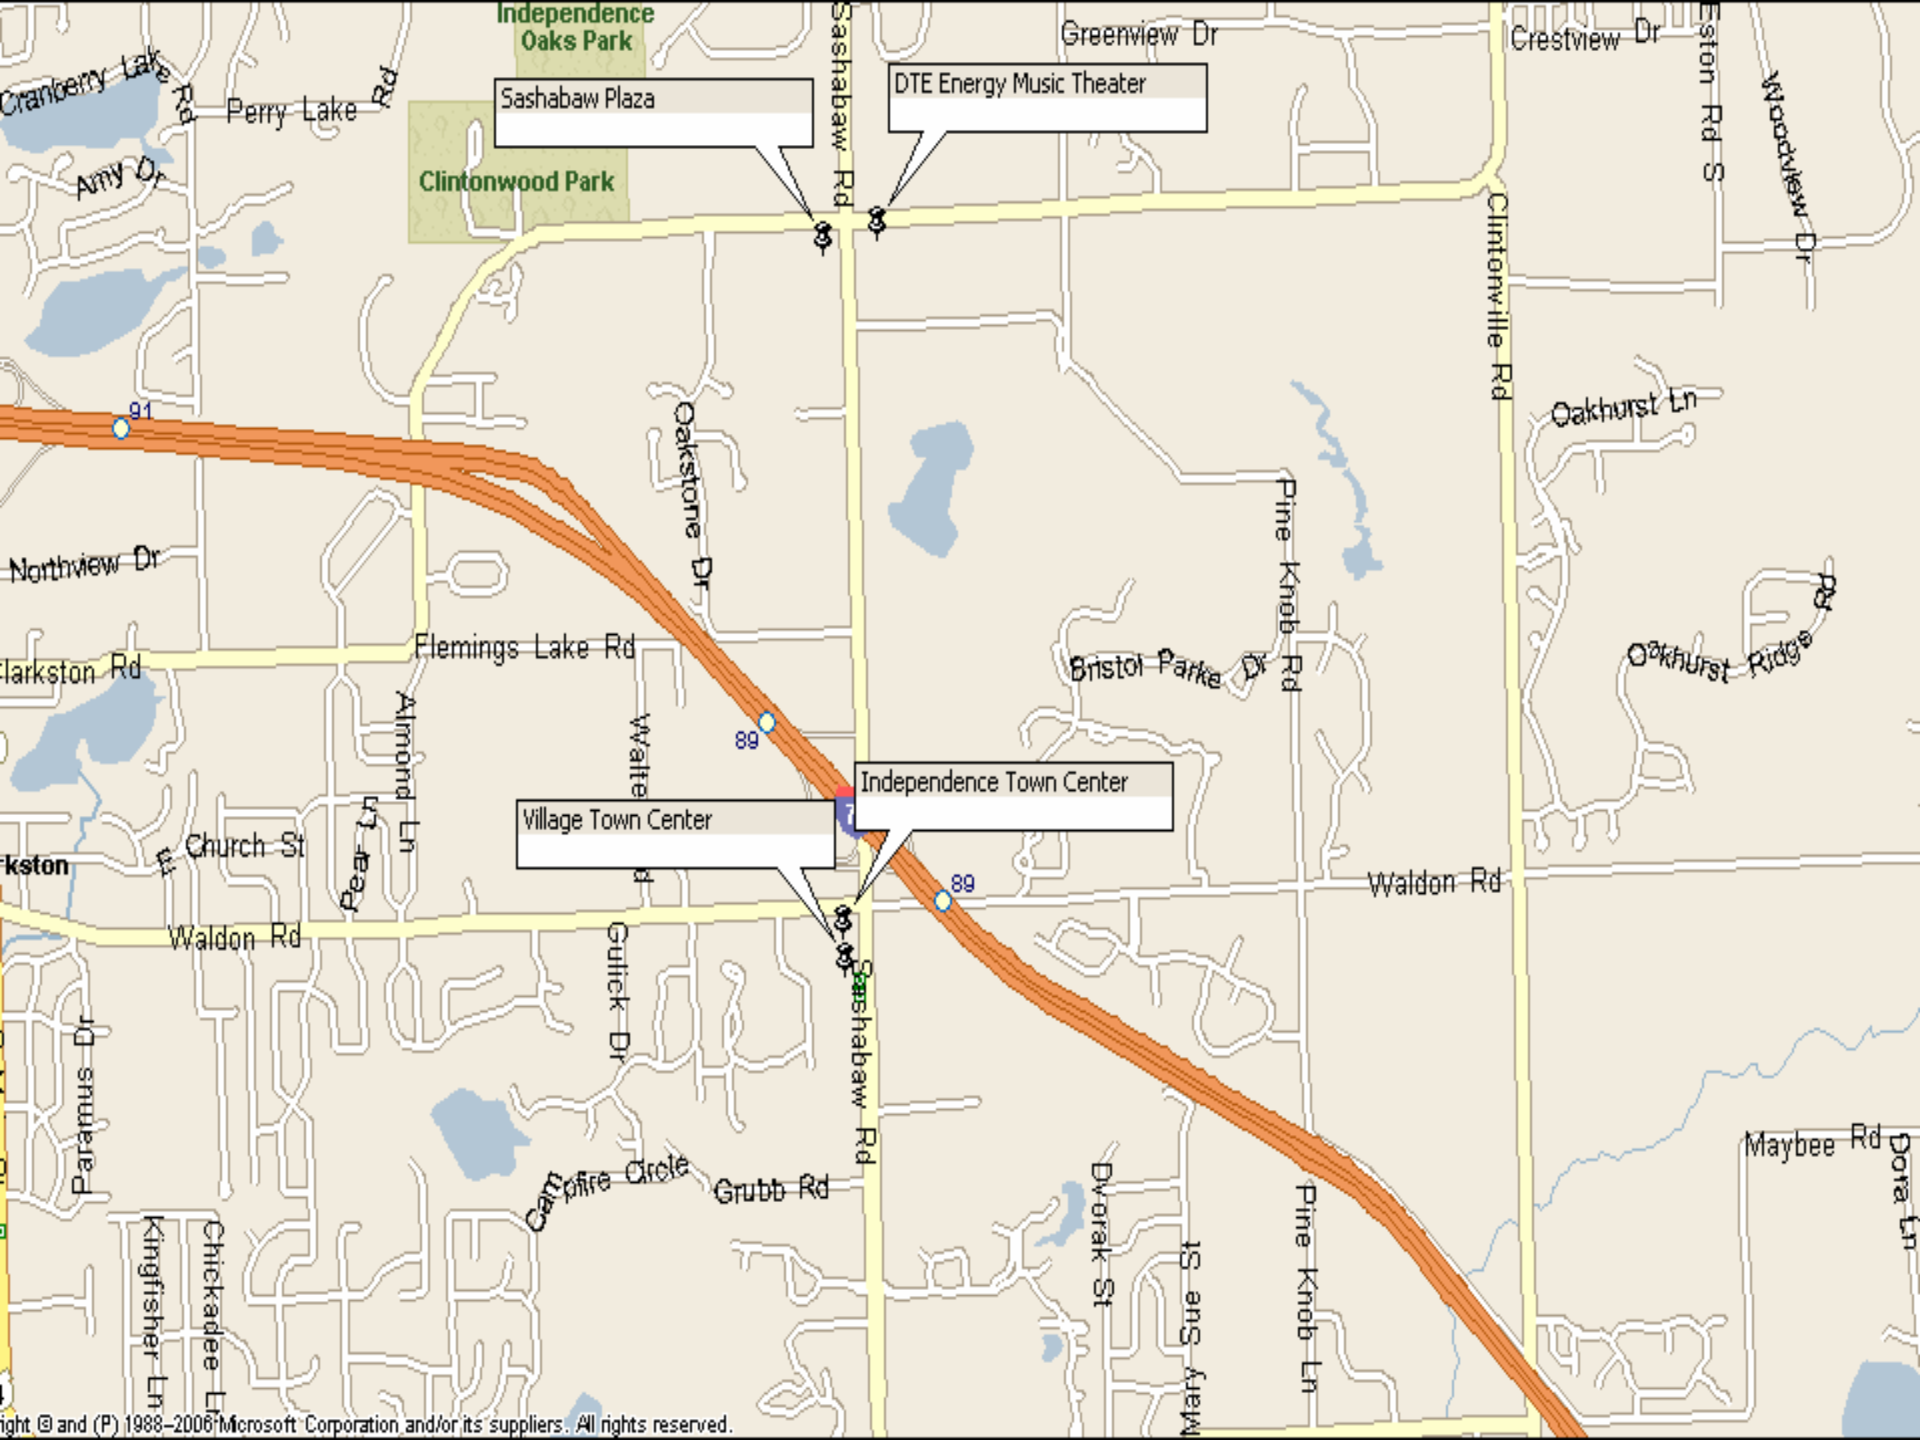 Independence
Oaks Park
Sashabaw Rd
Greenview Dr
Crestview Dr
Eston Rd S
Woodview Dr
Cranberry Lake Rd
Perry Lake Rd
Sashabaw Plaza
DTE Energy Music Theater
Amy Dr
Clintonwood Park
Clintonville Rd
91
Oakstone Dr
Oakhurst Ln
Pine Knob Rd
Northview Dr
Flemings Lake Rd
Clarkston Rd
Bristol Parke Dr
Oakhurst Ridge Rd
Almond Ln
89
Independence Town Center
Village Town Center
7
Church St
Pear Ln
rkston
89
Waldon Rd
Waldon Rd
Gulick Dr
Sashabaw Rd
Paramus Dr
Maybee Rd
Dora Ln
Campfire Circle
Grubb Rd
Dvorak St
Mary Sue St
Pine Knob Ln
Kingfisher Ln
Chickadee Ln
ight © and (P) 1988–2006 Microsoft Corporation and/or its suppliers. All rights reserved.